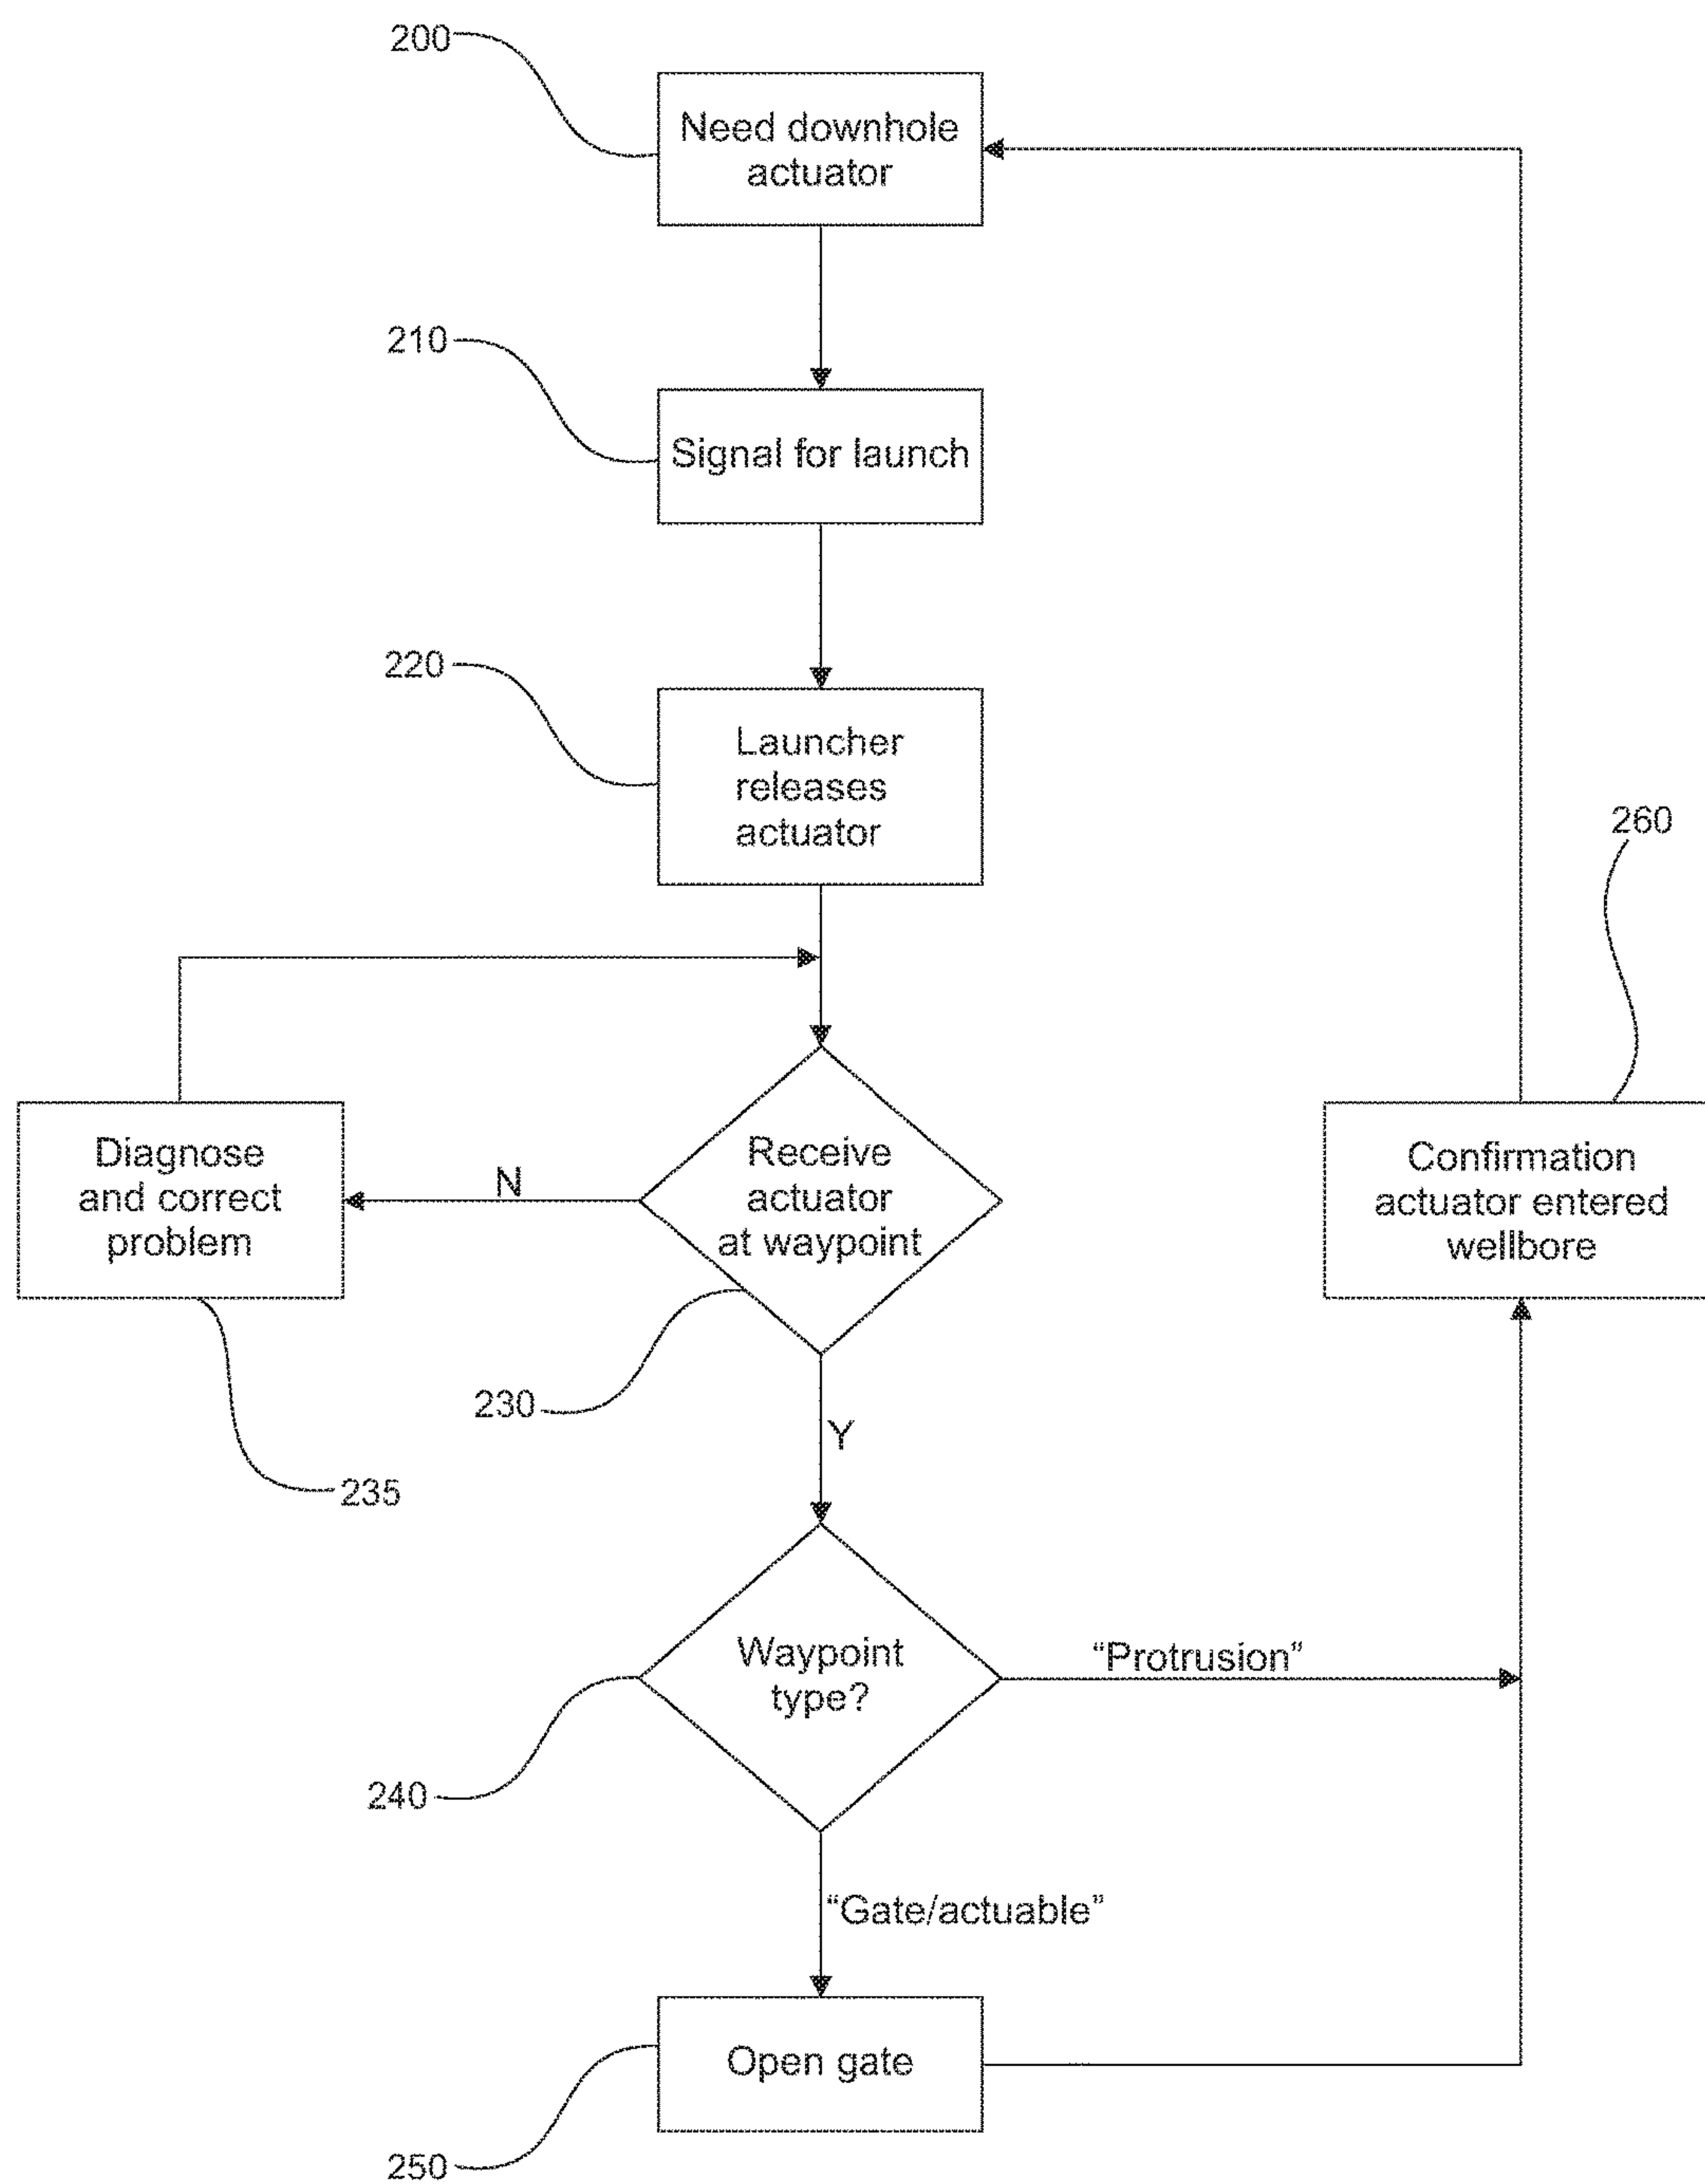 200
Need downhole
actuator
210
Signal for launch
220
Launcher
releases
actuator
260
Diagnose
and correct
problem
N
Receive
actuator
at waypoint
Confirmation
actuator entered
wellbore
230
Y
235
Waypoint
type?
“Protrusion”
240
“Gate/actuable”
Open gate
250